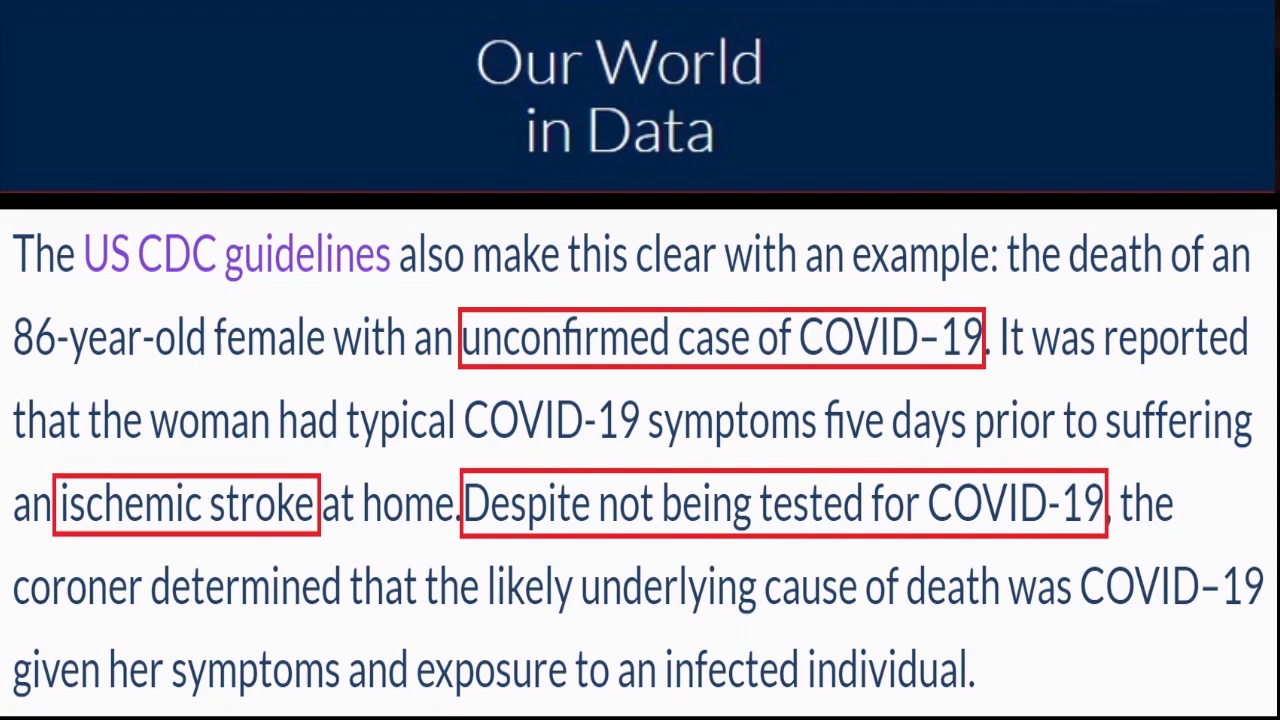 Our World
in Data
The US CDC guidelines also make this clear with an example: the death of an
86-year-old female with an unconfirmed case of COVID–19. It was reported
that the woman had typical COVID-19 symptoms five days prior to suffering
an ischemic stroke at home. Despite not being tested for COVID-19, the
coroner determined that the likely underlying cause of death was COVID–19
given her symptoms and exposure to an infected individual.